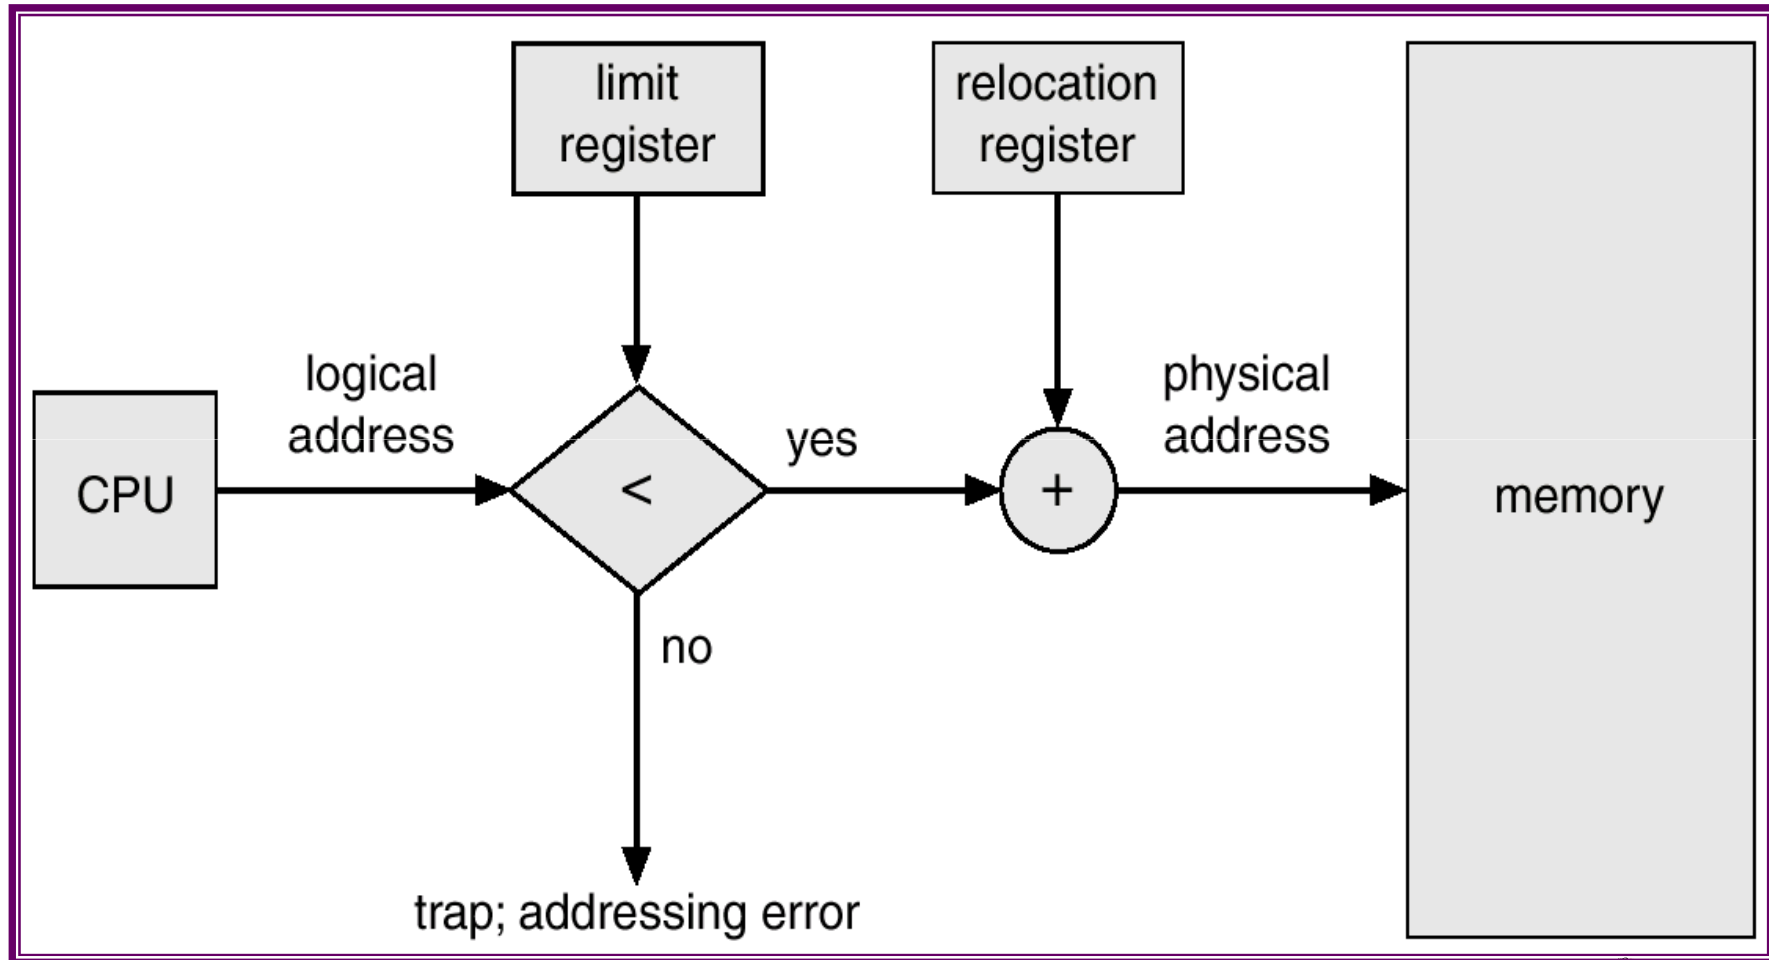 limit
register
relocation
register
logical
address
physical
address
yes
CPU
<
+
memory
no
trap; addressing error